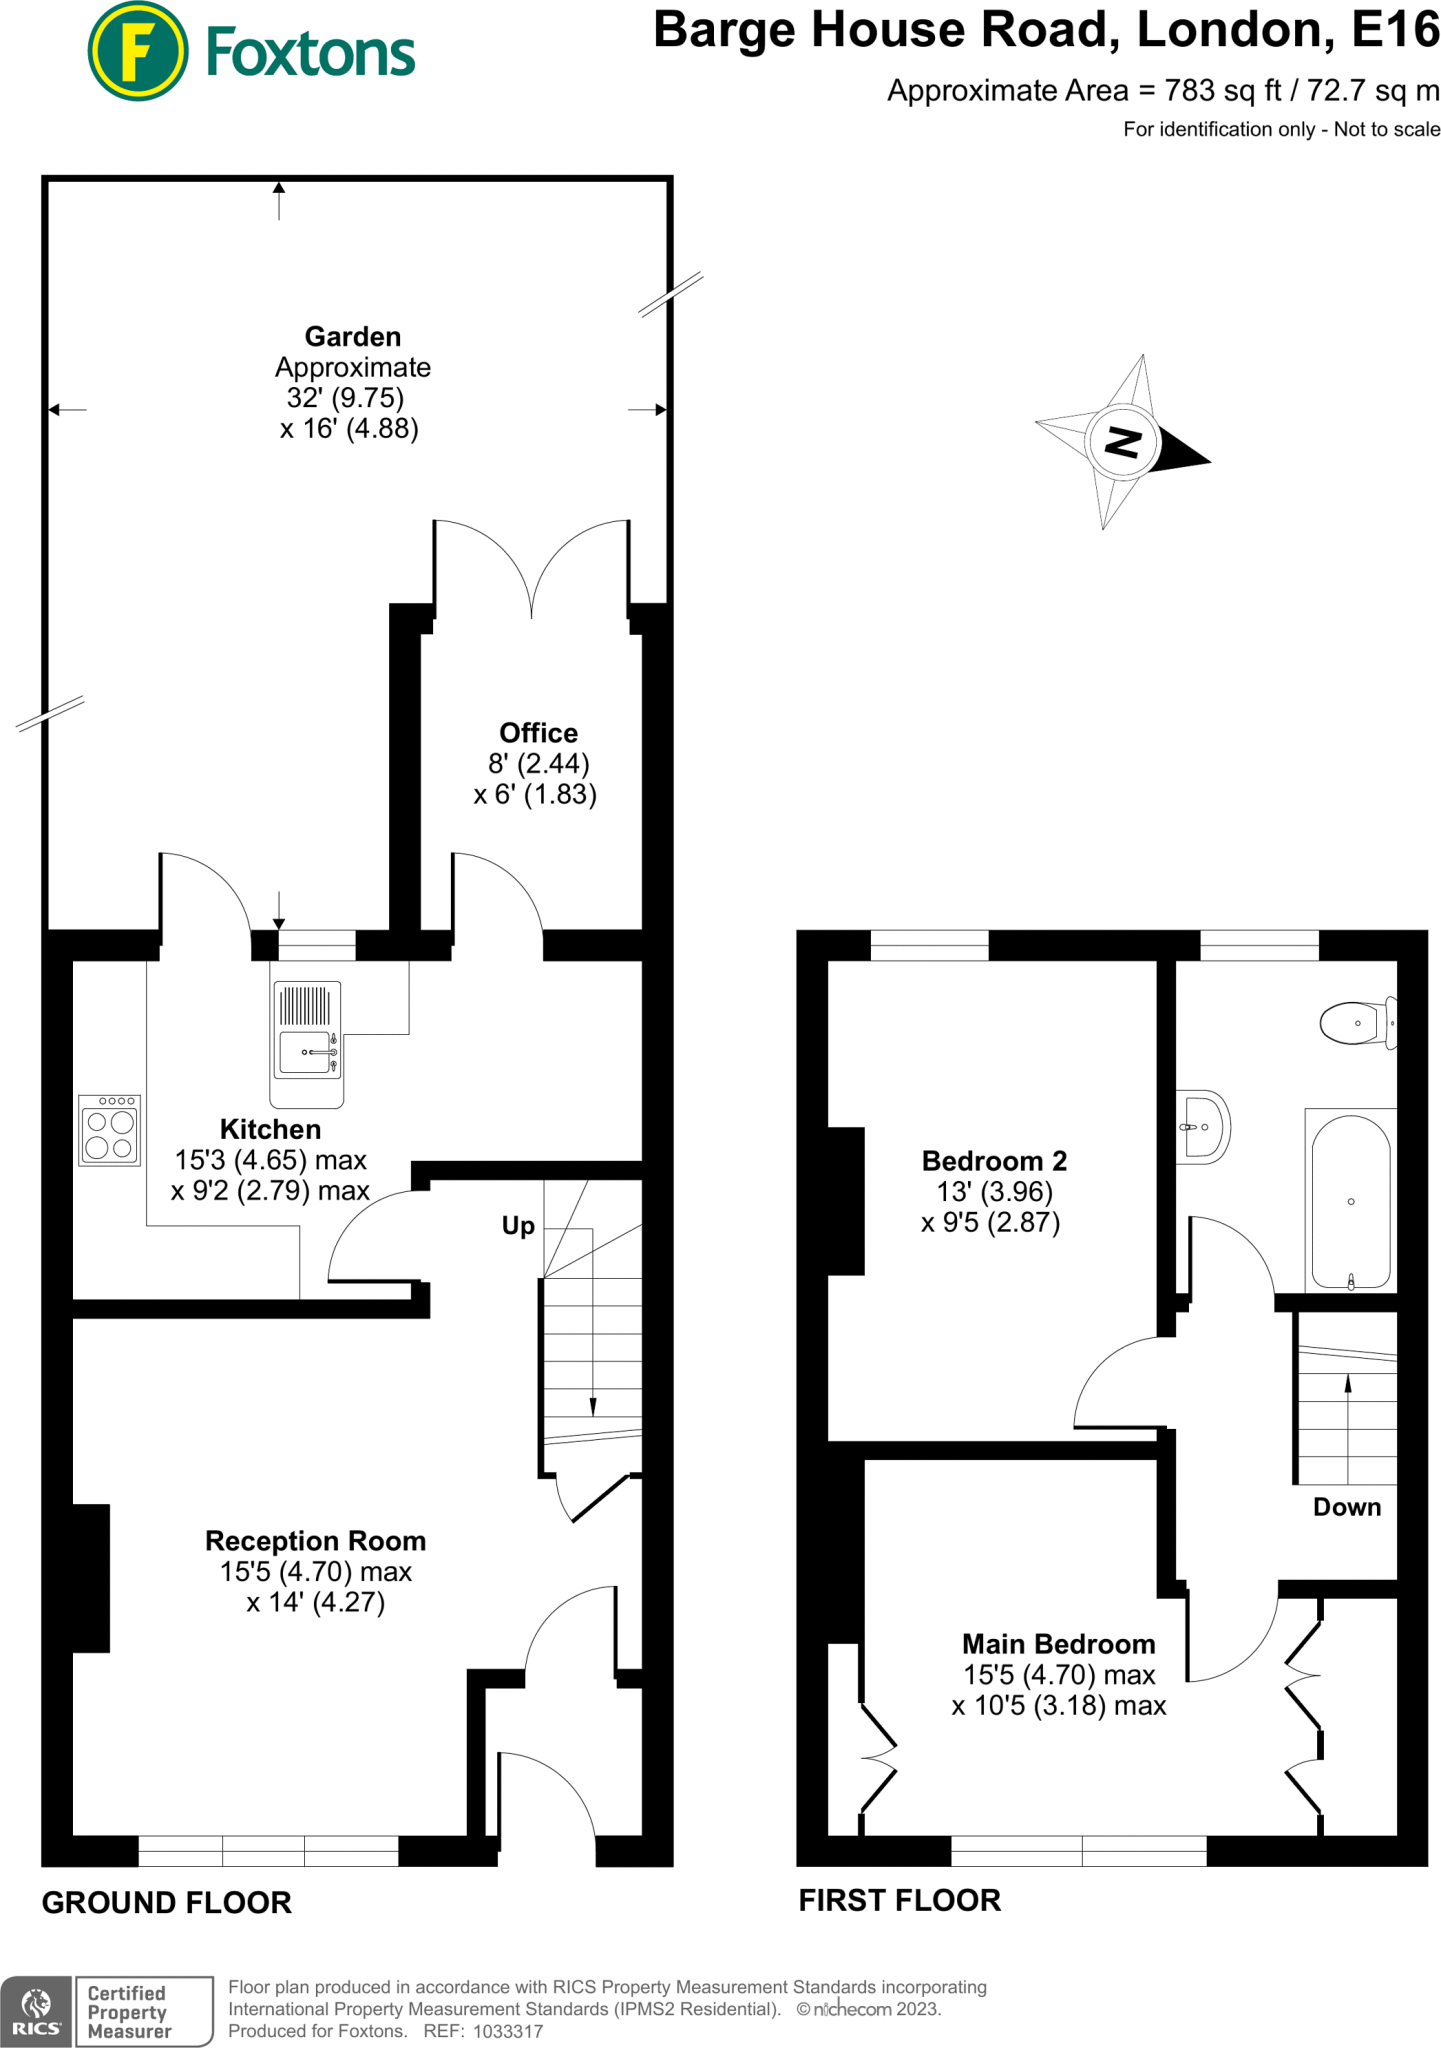 Foxtons
Barge House Road, London, E16
Approximate Area = 783 sq ft / 72.7 sq m
For identification only - Not to scale
Garden
Approximate
32' (9.75)
x 16' (4.88)
N
Office
8' (2.44)
x 6' (1.83)
Kitchen
15'3 (4.65) max
x 9'2 (2.79) max
Up
Reception Room
15'5 (4.70) max
x 14' (4.27)
GROUND FLOOR
Bedroom 2
13' (3.96)
x 9'5 (2.87)
Down
Main Bedroom
15'5 (4.70) max
x 10'5 (3.18) max
FIRST FLOOR
RICS
Certified
Property
Measurer
Floor plan produced in accordance with RICS Property Measurement Standards incorporating
International Property Measurement Standards (IPMS2 Residential). © nichecom 2023.
Produced for Foxtons. REF: 1033317